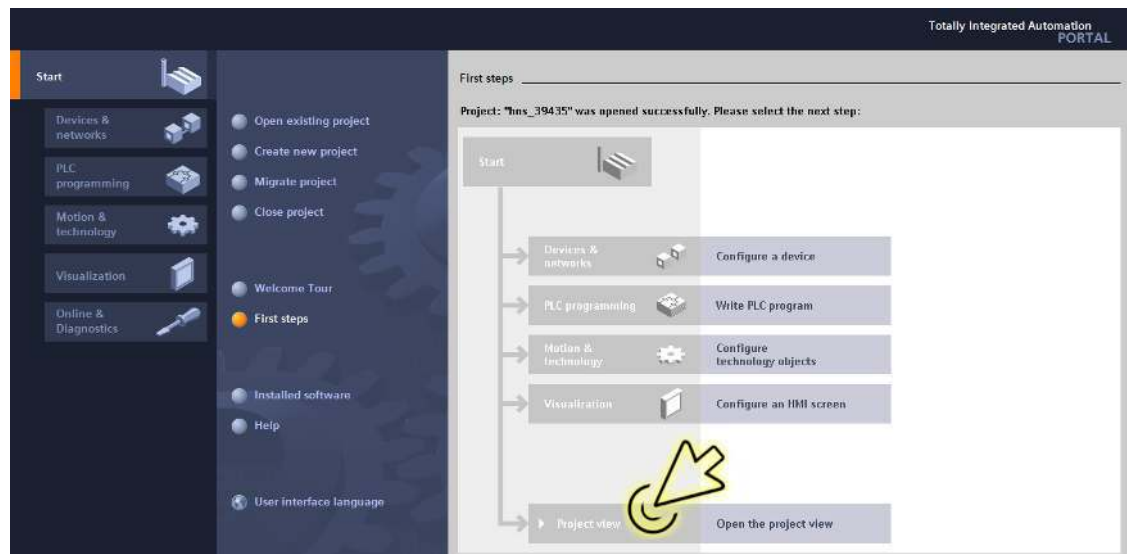 Totally Integrated Automation
PORTAL
Start
Devices &
networks
PLC
programming
Motion &
technology
Visualization
Online &
Diagnostics
Open existing project
Create new project
Migrate project
Close project
Welcome Tour
First steps
Installed software
Help
User interface language
First steps
Project: "hns_39435" was opened successfully. Please select the next step:
Start
Devices &
networks
Configure a device
PLC programming
Write PLC program
Motion &
technology
Configure
technology objects
Visualization
Configure an HMI screen
Project view
Open the project view